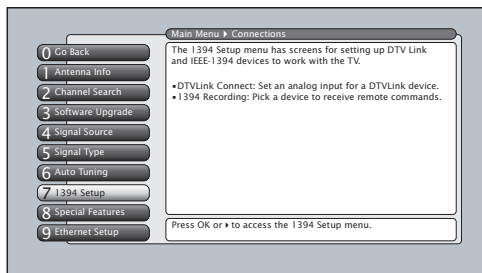 Main Menu ▸ Connections
0 Go Back
1 Antenna Info
2 Channel Search
3 Software Upgrade
4 Signal Source
5 Signal Type
6 Auto Tuning
7 1394 Setup
8 Special Features
9 Ethernet Setup
The 1394 Setup menu has screens for setting up DTV Link
and IEEE-1394 devices to work with the TV.
▪DTVLink Connect: Set an analog input for a DTVLink device.
▪1394 Recording: Pick a device to receive remote commands.
Press OK or ▸ to access the 1394 Setup menu.